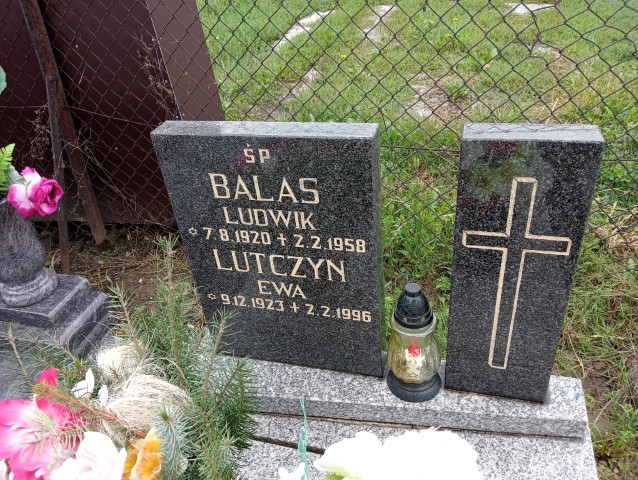 ŚP
BALAS
LUDWIK
✡ 7.8.1920 + 2.2.1958
LUTCZYN
EWA
✡ 9.12.1923 + 2.2.1996